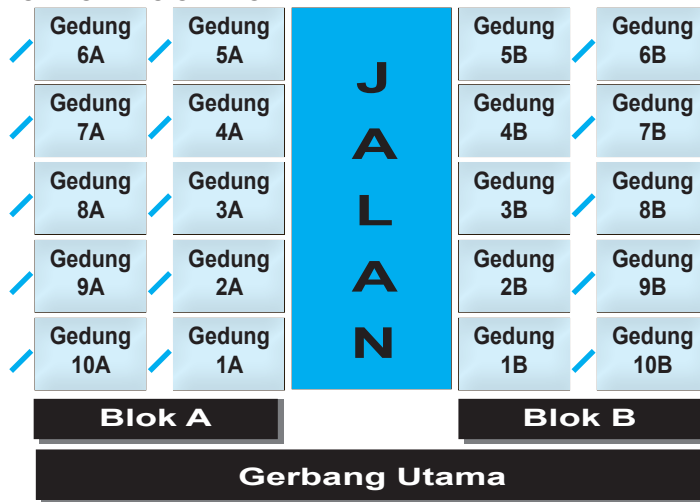 Gedung 6A
Gedung 5A
Gedung 5B
Gedung 6B
Gedung 7A
Gedung 4A
Gedung 4B
Gedung 7B
Gedung 8A
Gedung 3A
Gedung 3B
Gedung 8B
Gedung 9A
Gedung 2A
Gedung 2B
Gedung 9B
Gedung 10A
Gedung 1A
Gedung 1B
Gedung 10B
JALAN
Blok A
Blok B
Gerbang Utama